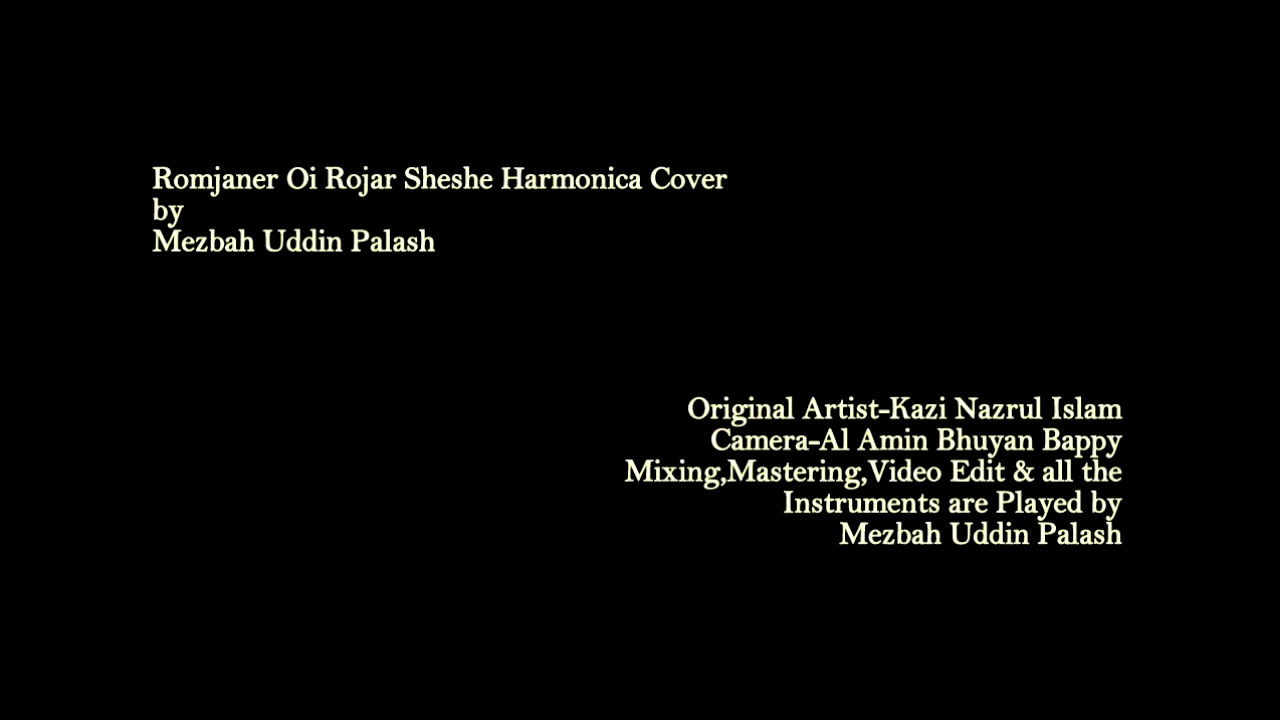 Romjaner Oi Rojar Sheshe Harmonica Cover
by
Mezbah Uddin Palash
Original Artist-Kazi Nazrul Islam
Camera-Al Amin Bhuyan Bappy
Mixing,Mastering,Video Edit & all the
Instruments are Played by
Mezbah Uddin Palash